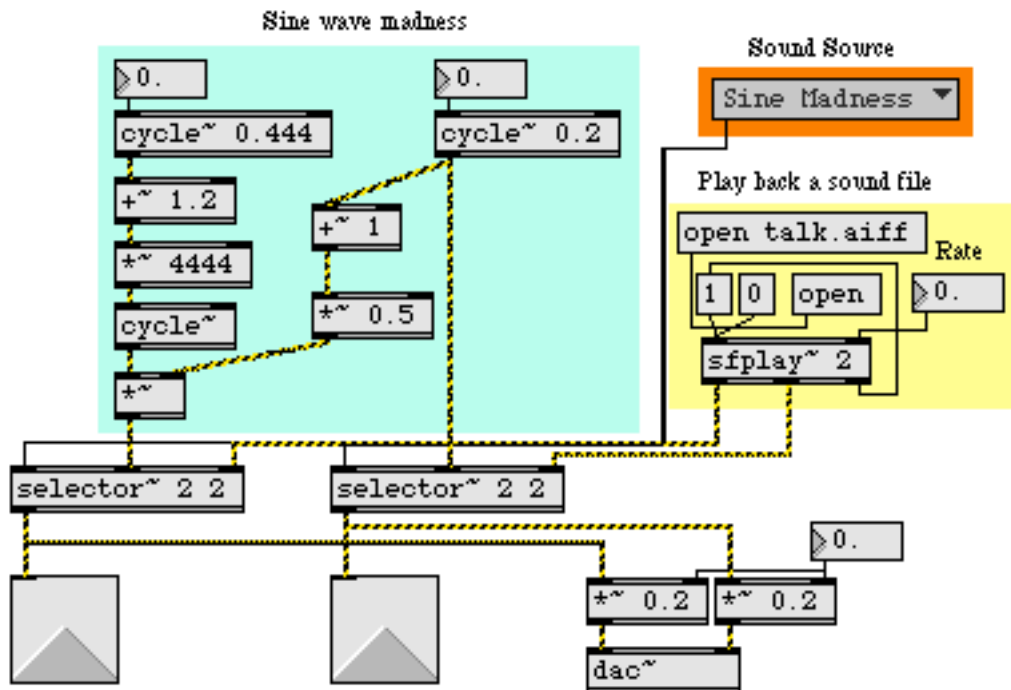 Sine wave madness
Sound Source
0.
0.
Sine Madness
cycle~ 0.444
cycle~ 0.2
Play back a sound file
+~ 1.2
+~ 1
open talk.aiff
Rate
*~ 4444
1
0
open
0.
cycle~
*~ 0.5
sfplay~ 2
*~
selector~ 2 2
selector~ 2 2
0.
*~ 0.2
*~ 0.2
dac~